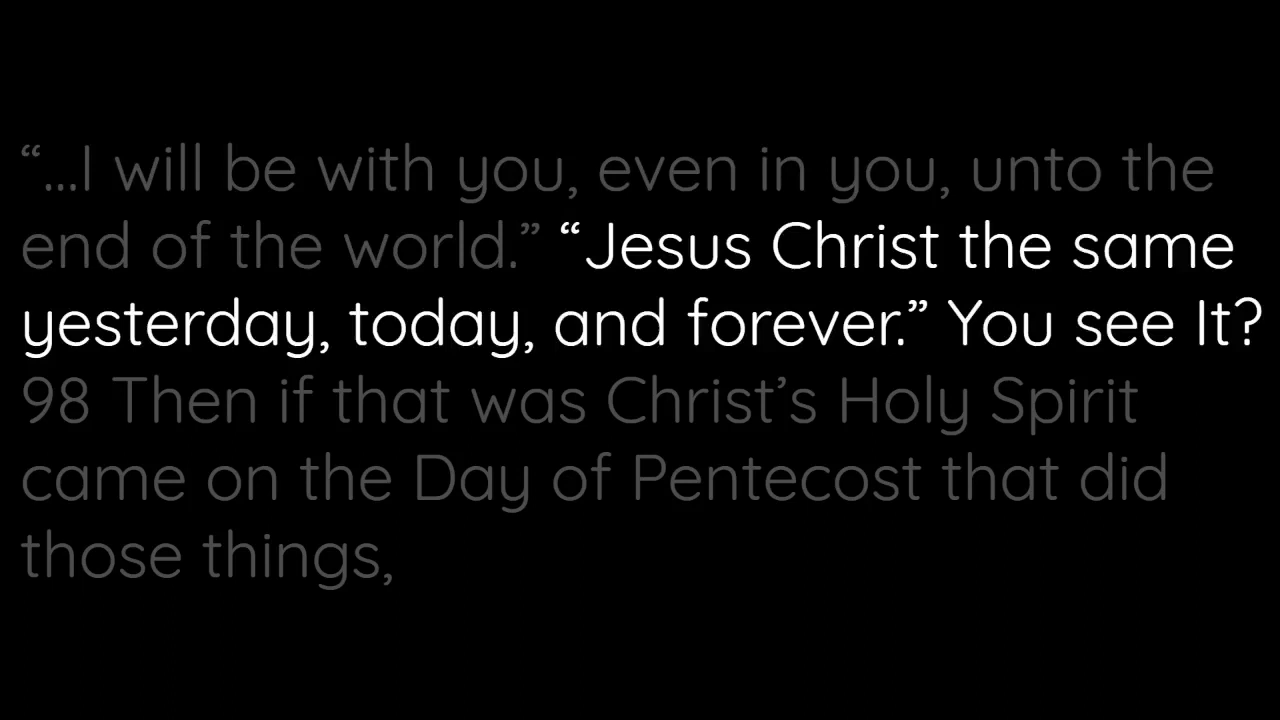 “...I will be with you, even in you, unto the
end of the world.” “Jesus Christ the same
yesterday, today, and forever.” You see It?
98 Then if that was Christ’s Holy Spirit
came on the Day of Pentecost that did
those things,